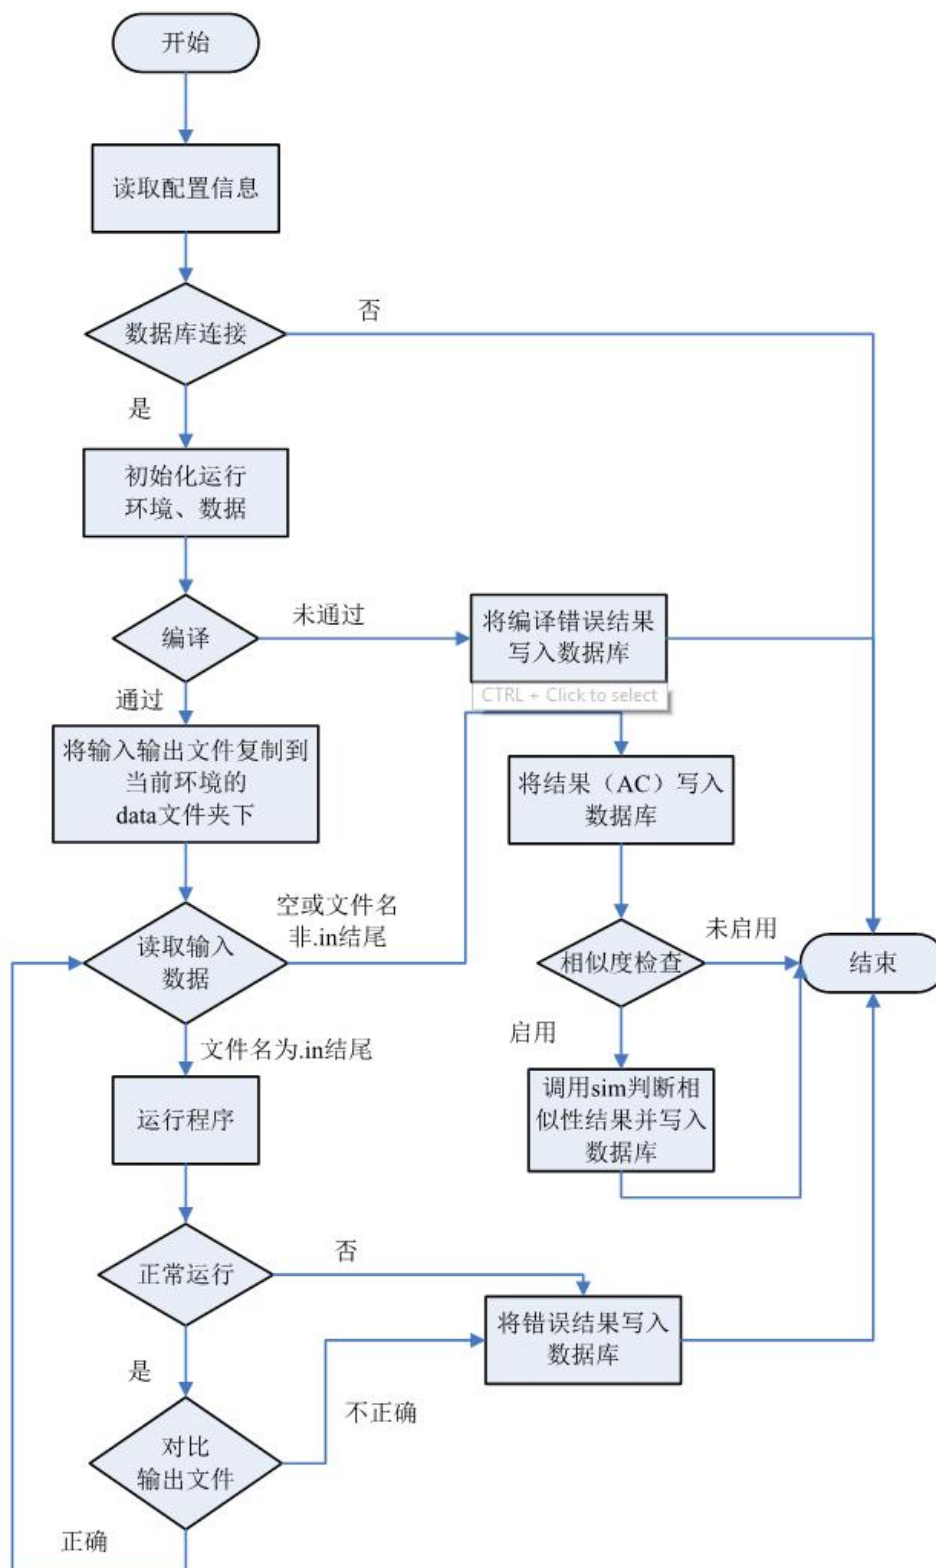 开始
读取配置信息
数据库连接
否
是
初始化运行
环境、数据
编译
未通过
将编译错误结果
写入数据库
CTRL + Click to select
通过
将输入输出文件复制到
当前环境的
data文件夹下
将结果（AC）写入
数据库
空或文件名
非.in结尾
读取输入
数据
相似度检查
未启用
结束
启用
文件名为.in结尾
运行程序
调用sim判断相
似性结果并写入
数据库
正常运行
否
将错误结果写入
数据库
是
不正确
对比
输出文件
正确